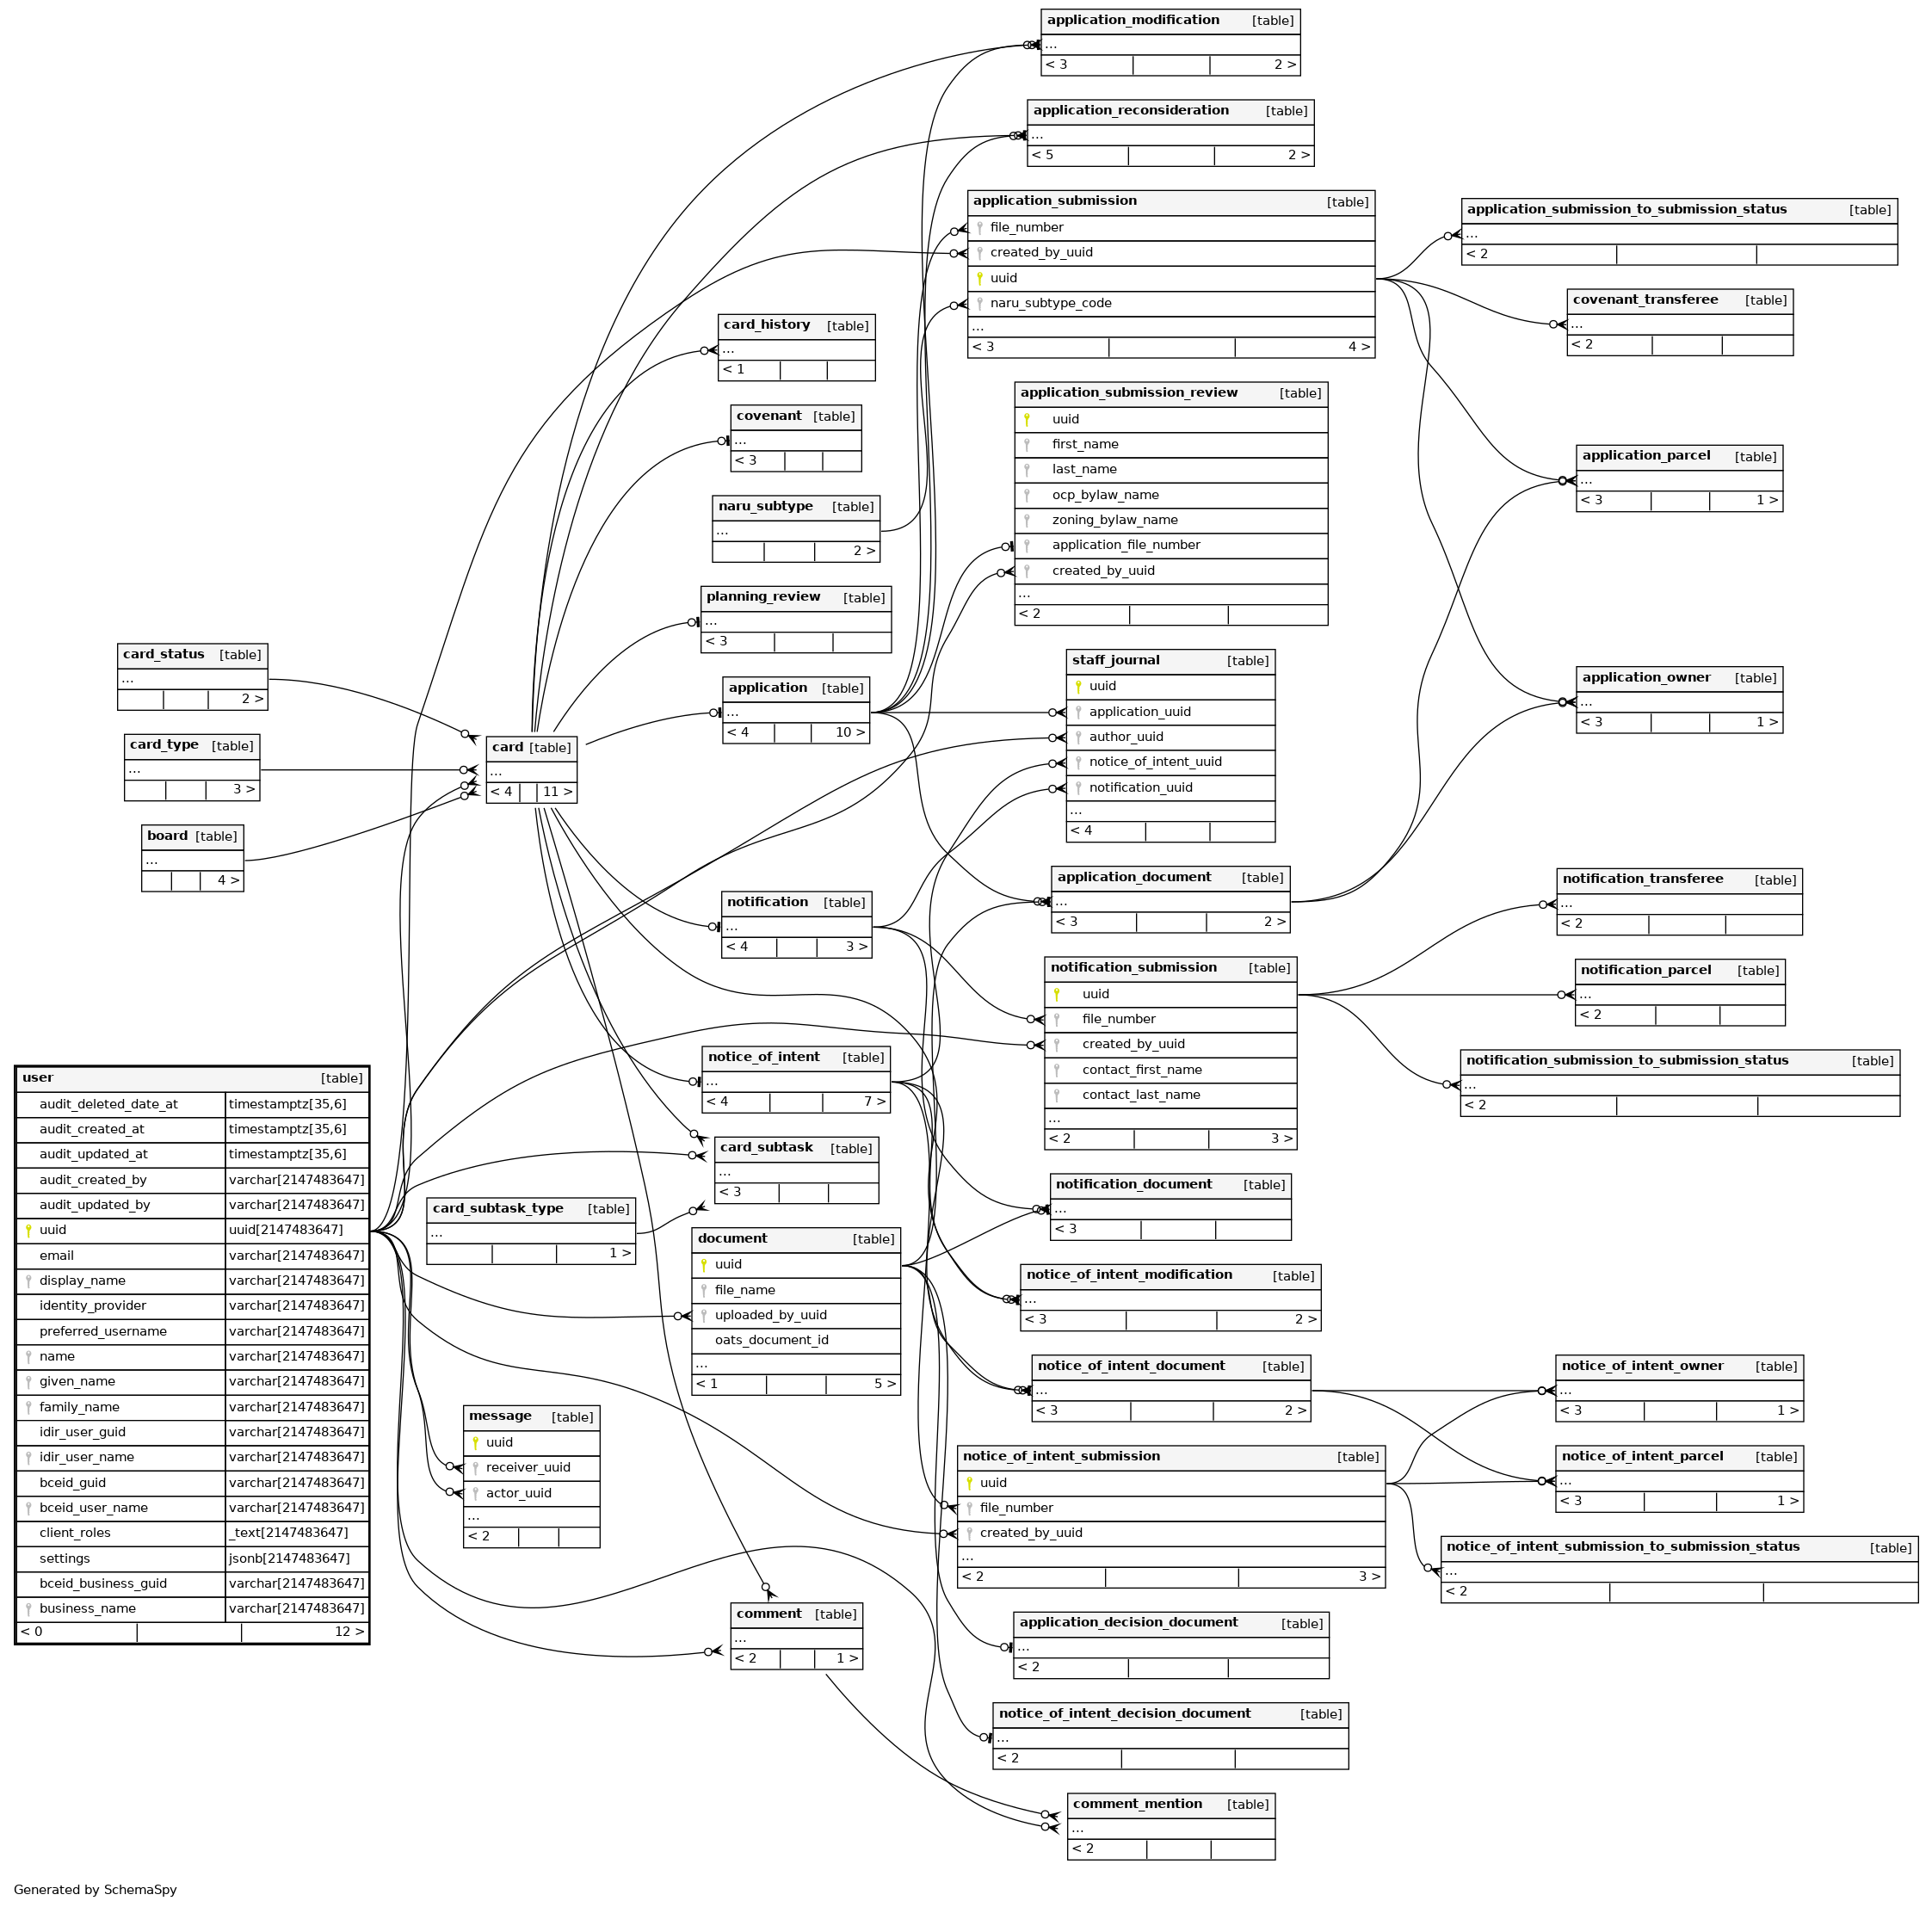 application_modification [table]
...
< 3 2 >
application_reconsideration [table]
...
< 5 2 >
application_submission [table]
file_number
created_by_uuid
uuid
naru_subtype_code
...
< 3 4 >
application_submission_to_submission_status [table]
...
< 2
covenant_transferee [table]
...
< 2
card_history [table]
...
< 1
covenant [table]
...
< 3
naru_subtype [table]
...
2 >
application_submission_review [table]
uuid
first_name
last_name
ocp_bylaw_name
zoning_bylaw_name
application_file_number
created_by_uuid
...
< 2
application_parcel [table]
...
< 3 1 >
planning_review [table]
...
< 3
card_status [table]
...
2 >
card_type [table]
...
3 >
board [table]
...
4 >
card [table]
...
< 4 11 >
application [table]
...
< 4 10 >
staff_journal [table]
uuid
application_uuid
author_uuid
notice_of_intent_uuid
notification_uuid
...
< 4
application_owner [table]
...
< 3 1 >
application_document [table]
...
< 3 2 >
notification [table]
...
< 4 3 >
notification_transferee [table]
...
< 2
notification_submission [table]
uuid
file_number
created_by_uuid
contact_first_name
contact_last_name
...
< 2 3 >
notification_parcel [table]
...
< 2
notification_submission_to_submission_status [table]
...
< 2
notice_of_intent [table]
...
< 4 7 >
user [table]
audit_deleted_date_at timestamptz[35,6]
audit_created_at timestamptz[35,6]
audit_updated_at timestamptz[35,6]
audit_created_by varchar[2147483647]
audit_updated_by varchar[2147483647]
uuid uuid[2147483647]
email varchar[2147483647]
display_name varchar[2147483647]
identity_provider varchar[2147483647]
preferred_username varchar[2147483647]
name varchar[2147483647]
given_name varchar[2147483647]
family_name varchar[2147483647]
idir_user_guid varchar[2147483647]
idir_user_name varchar[2147483647]
bceid_guid varchar[2147483647]
bceid_user_name varchar[2147483647]
client_roles _text[2147483647]
settings jsonb[2147483647]
bceid_business_guid varchar[2147483647]
business_name varchar[2147483647]
< 0 12 >
card_subtask [table]
...
< 3
card_subtask_type [table]
...
1 >
document [table]
uuid
file_name
uploaded_by_uuid
oats_document_id
...
< 1 5 >
notification_document [table]
...
< 3
notice_of_intent_modification [table]
...
< 3 2 >
notice_of_intent_document [table]
...
< 3 2 >
notice_of_intent_owner [table]
...
< 3 1 >
message [table]
uuid
receiver_uuid
actor_uuid
...
< 2
notice_of_intent_submission [table]
uuid
file_number
created_by_uuid
...
< 2 3 >
notice_of_intent_parcel [table]
...
< 3 1 >
notice_of_intent_submission_to_submission_status [table]
...
< 2
comment [table]
...
< 2 1 >
application_decision_document [table]
...
< 2
notice_of_intent_decision_document [table]
...
< 2
comment_mention [table]
...
< 2
Generated by SchemaSpy